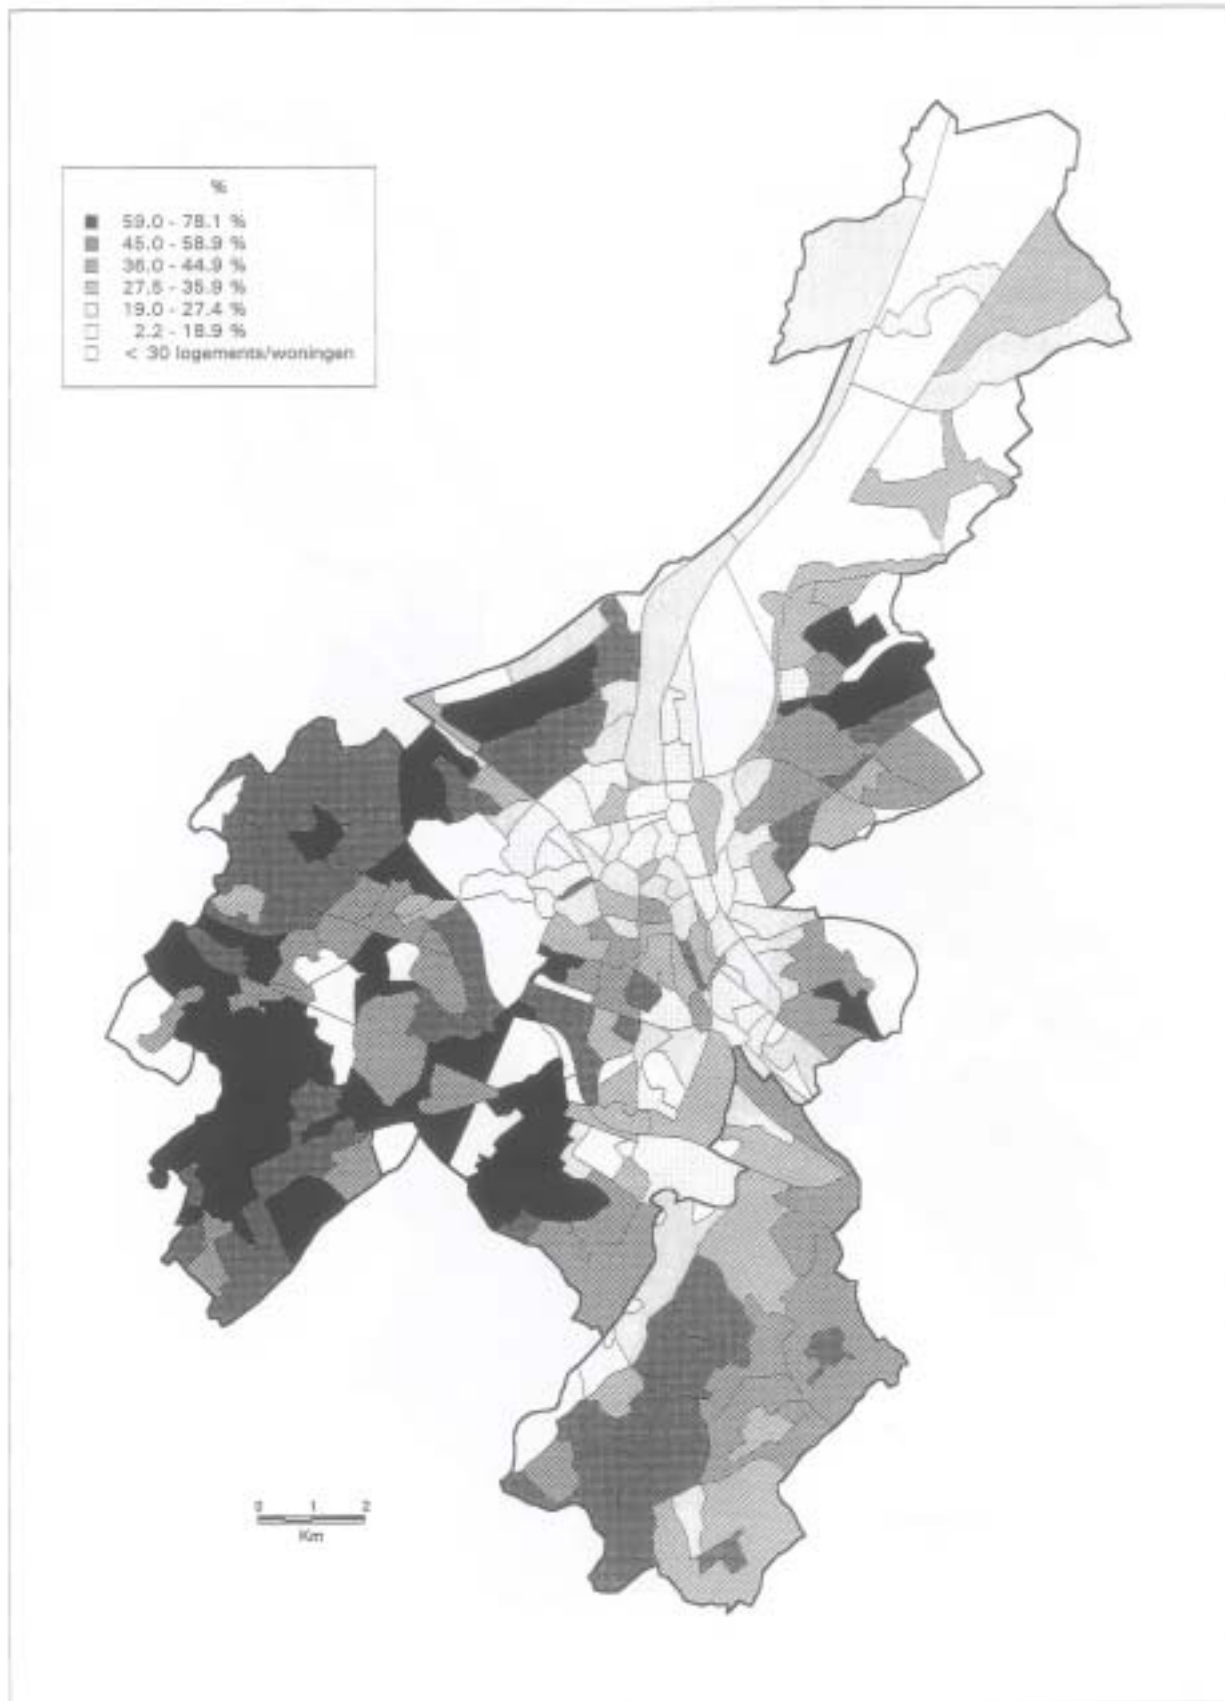 %
59.0 - 78.1 %
45.0 - 58.9 %
36.0 - 44.9 %
27.5 - 35.9 %
19.0 - 27.4 %
2.2 - 18.9 %
< 30 logements/woningen
0 1 2
Km